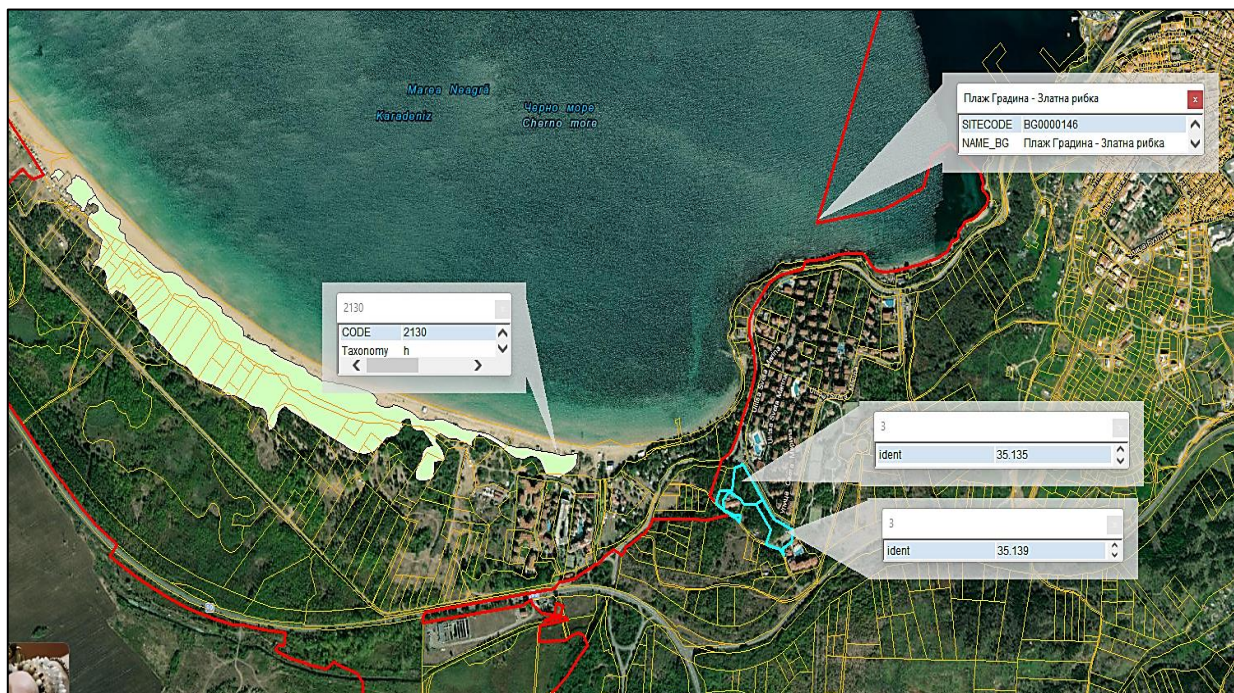 Marea Neagră
Karadeniz
Черно море
Cherno more
Плаж Градина - Златна рибка
x
SITECODE BG0000146
NAME_BG Плаж Градина - Златна рибка
2130
CODE 2130
Taxonomy h
3
ident 35.135
3
ident 35.139